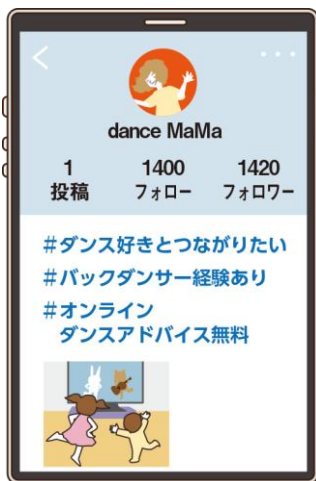 dance MaMa
1 1400 1420
投稿 フォロー フォロワー
#ダンス好きとつながりたい
#バックダンサー経験あり
#オンライン
ダンスアドバイス無料